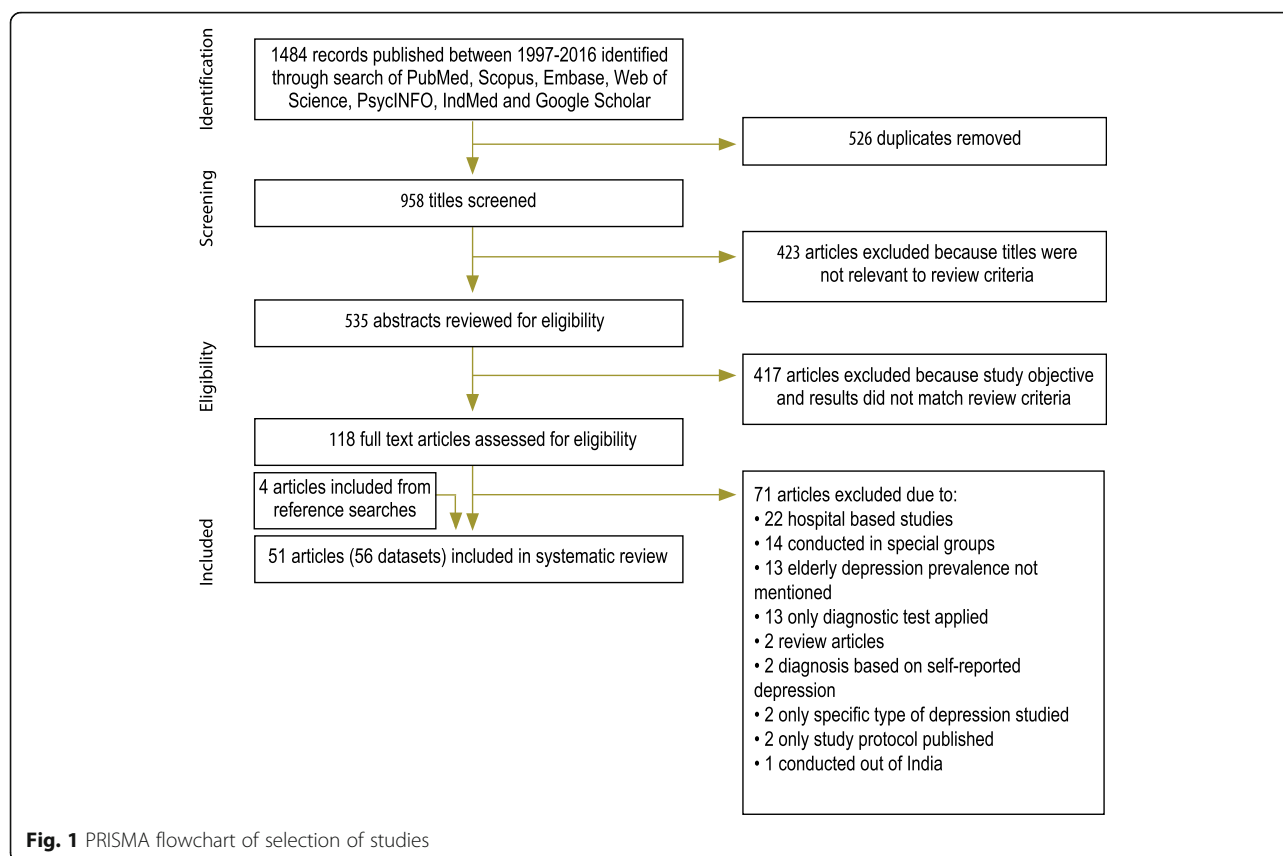 Identification
1484 records published between 1997-2016 identified
through search of PubMed, Scopus, Embase, Web of
Science, PsycINFO, IndMed and Google Scholar
526 duplicates removed
Screening
958 titles screened
423 articles excluded because titles were
not relevant to review criteria
Eligibility
535 abstracts reviewed for eligibility
417 articles excluded because study objective
and results did not match review criteria
118 full text articles assessed for eligibility
Included
4 articles included from
reference searches
71 articles excluded due to:
• 22 hospital based studies
• 14 conducted in special groups
• 13 elderly depression prevalence not
mentioned
• 13 only diagnostic test applied
• 2 review articles
• 2 diagnosis based on self-reported
depression
• 2 only specific type of depression studied
• 2 only study protocol published
• 1 conducted out of India
51 articles (56 datasets) included in systematic review
Fig. 1 PRISMA flowchart of selection of studies